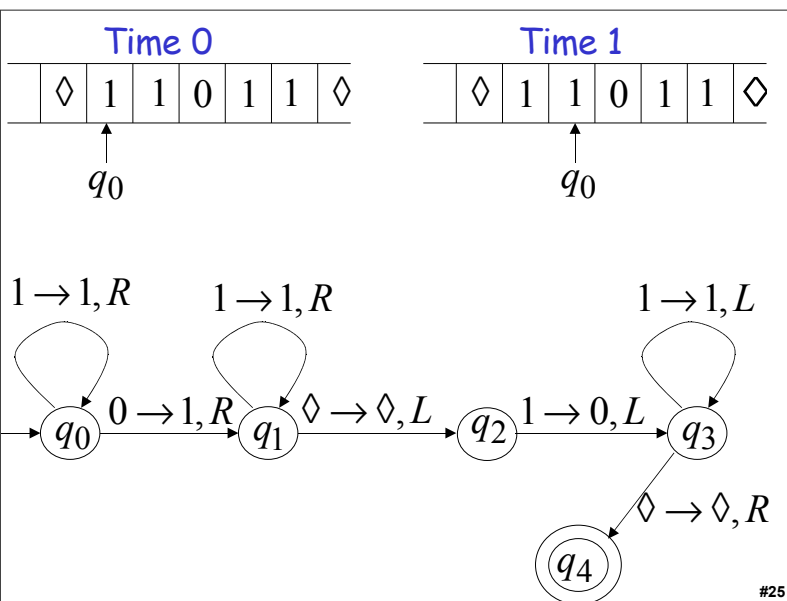 Time 0 Time 1
◊ 1 1 0 1 1 ◊ ◊ 1 1 0 1 1 ◊
q0 q0
1 → 1, R 1 → 1, R 1 → 1, L
q0 0 → 1, R q1 ◊ → ◊, L q2 1 → 0, L q3
◊ → ◊, R
q4
#25